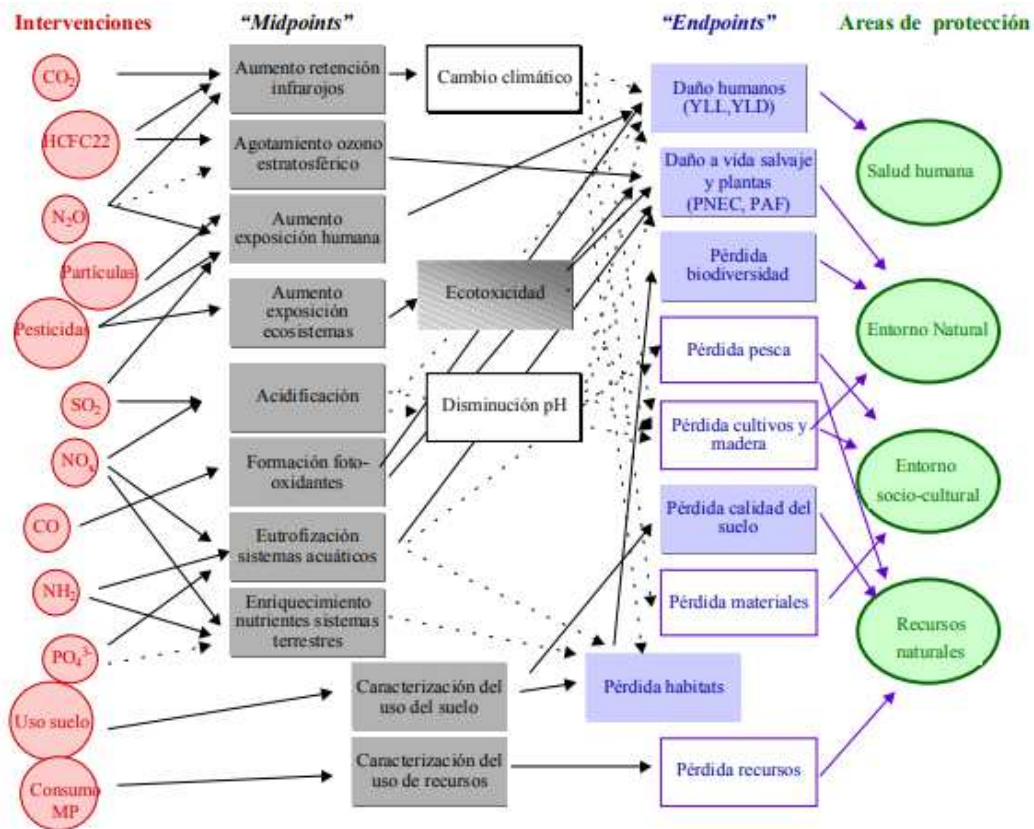 Intervenciones
“Midpoints”
“Endpoints”
Areas de protección
CO2
HCFC22
N2O
Partículas
Pesticidas
SO2
NOx
CO
NH2
PO4 3-
Uso suelo
Consumo
MP
Aumento retención
infrarojos
Agotamiento ozono
estratosférico
Aumento
exposición humana
Aumento
exposición
ecosistemas
Acidificación
Formación foto-
oxidantes
Eutrofización
sistemas acuáticos
Enriquecimiento
nutrientes sistemas
terrestres
Caracterización del
uso del suelo
Caracterización del
uso de recursos
Cambio climático
Ecotoxicidad
Disminución pH
Daño humanos
(YLL,YLD)
Daño a vida salvaje
y plantas
(PNEC, PAF)
Pérdida
biodiversidad
Pérdida pesca
Pérdida cultivos y
madera
Pérdida calidad del
suelo
Pérdida materiales
Pérdida habitats
Pérdida recursos
Salud humana
Entorno Natural
Entorno
socio-cultural
Recursos
naturales